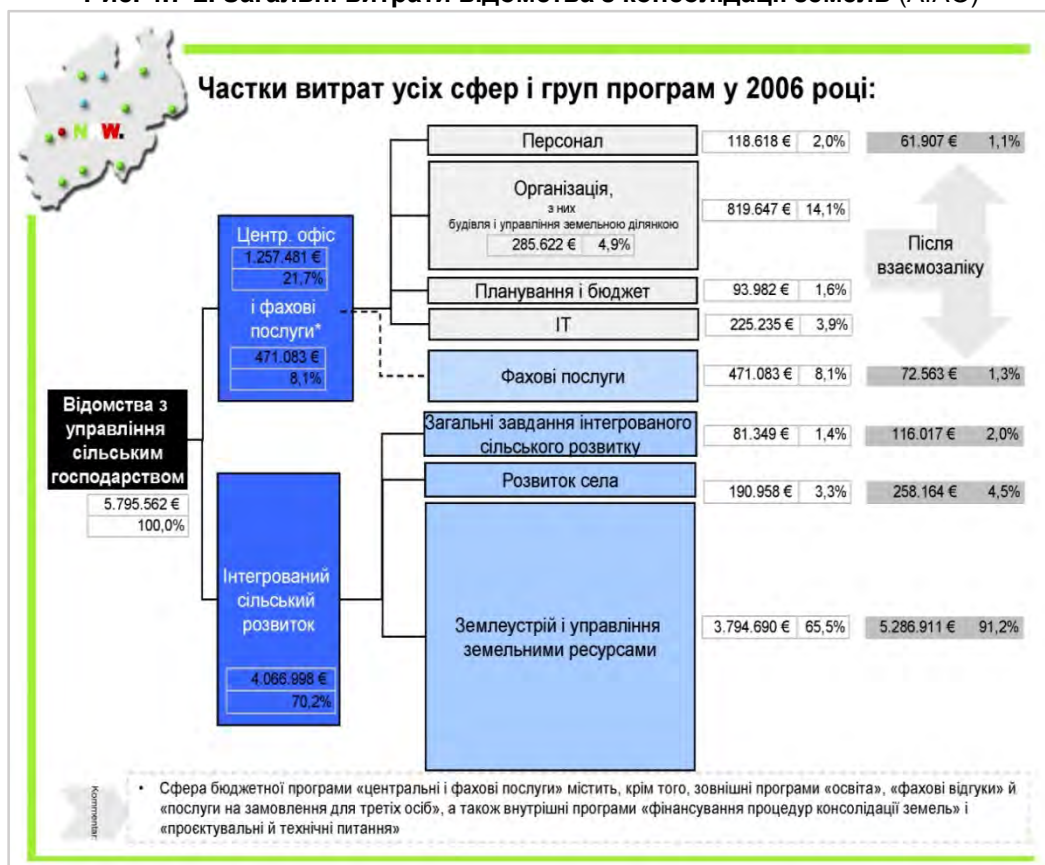 Частки витрат усіх сфер і груп програм у 2006 році:
N W.
Персонал
118.618 € 2,0%
61.907 € 1,1%
Організація,
з них
будівля і управління земельною ділянкою
285.622 € 4,9%
819.647 € 14,1%
Після
взаємозаліку
Центр. офіс
1.257.481 €
21,7%
і фахові
послуги*
471.083 €
8,1%
Планування і бюджет
93.982 € 1,6%
ІТ
225.235 € 3,9%
Фахові послуги
471.083 € 8,1%
72.563 € 1,3%
Відомства з
управління
сільським
господарством
5.795.562 €
100,0%
Загальні завдання інтегрованого
сільського розвитку
81.349 € 1,4%
116.017 € 2,0%
Розвиток села
190.958 € 3,3%
258.164 € 4,5%
Інтегрований
сільський
розвиток
4.066.998 €
70,2%
Землеустрій і управління
земельними ресурсами
3.794.690 € 65,5%
5.286.911 € 91,2%
Kommentar:
• Сфера бюджетної програми «центральні і фахові послуги» містить, крім того, зовнішні програми «освіта», «фахові відгуки» й
«послуги на замовлення для третіх осіб», а також внутрішні програми «фінансування процедур консолідації земель» і
«проєктувальні й технічні питання»